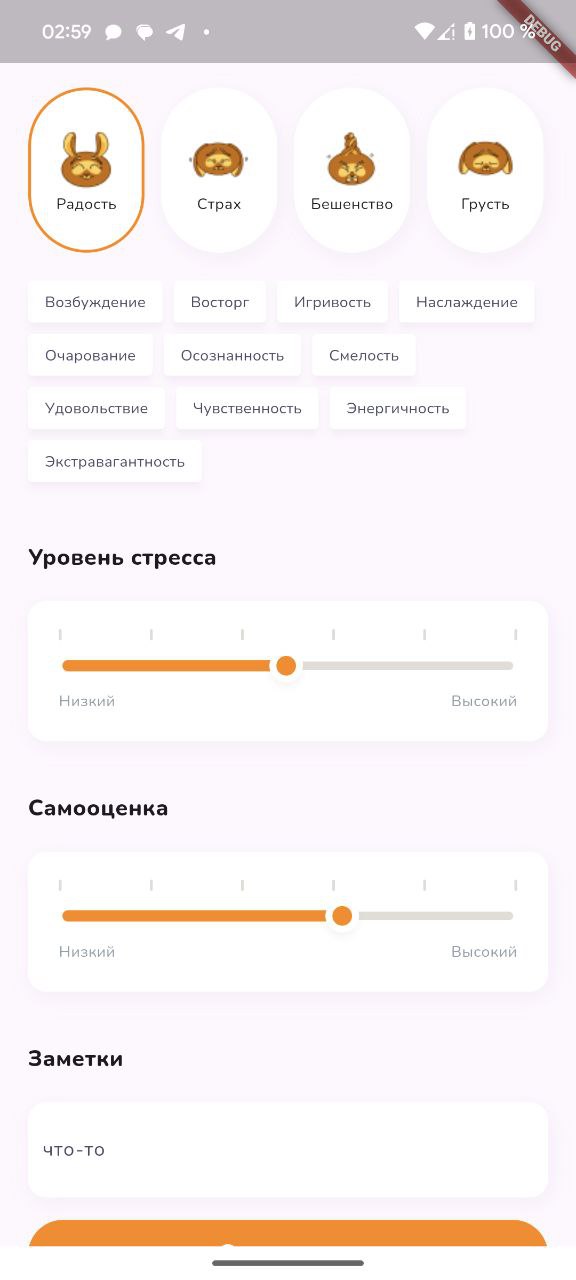 02:59 100 %
DEBUG
Радость Страх Бешенство Грусть
Возбуждение Восторг Игривость Наслаждение
Очарование Осознанность Смелость
Удовольствие Чувственность Энергичность
Экстравагантность
Уровень стресса
Низкий Высокий
Самооценка
Низкий Высокий
Заметки
что-то